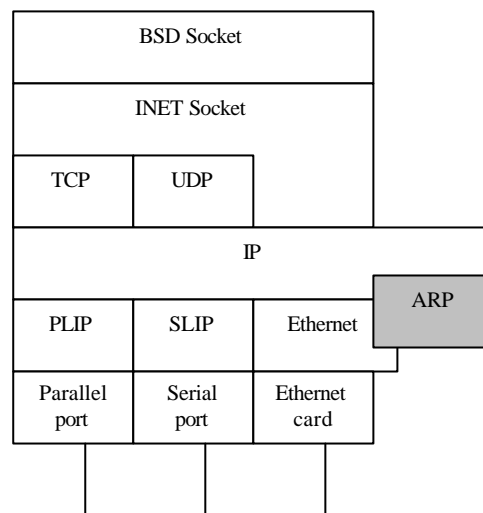 BSD Socket
INET Socket
TCP
UDP
IP
ARP
PLIP
SLIP
Ethernet
Parallel
port
Serial
port
Ethernet
card